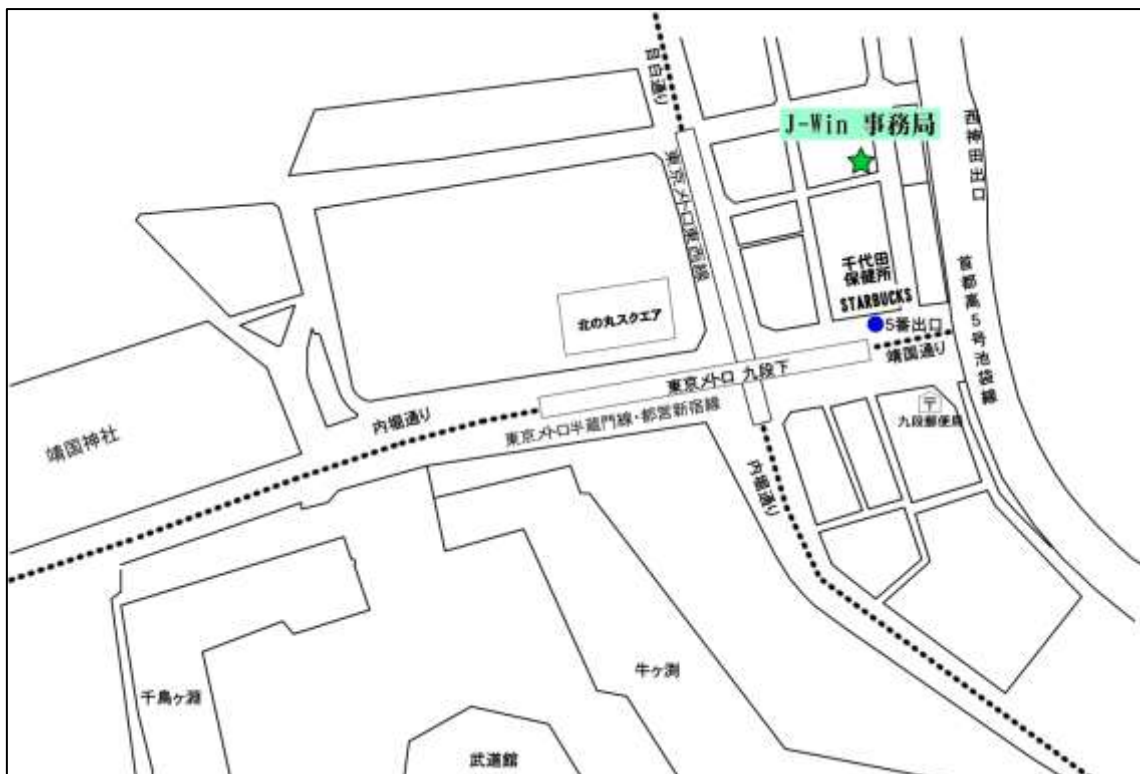 目白通り
J-Win 事務局
西神田出口
東京メトロ東西線
千代田
保健所
STARBUCKS
首都高5号池袋線
北の丸スクエア
5番出口
靖国通り
東京メトロ 九段下
〒
九段郵便局
内堀通り
東京メトロ半蔵門線・都営新宿線
靖国神社
内堀通り
牛ヶ渕
千鳥ヶ淵
武道館